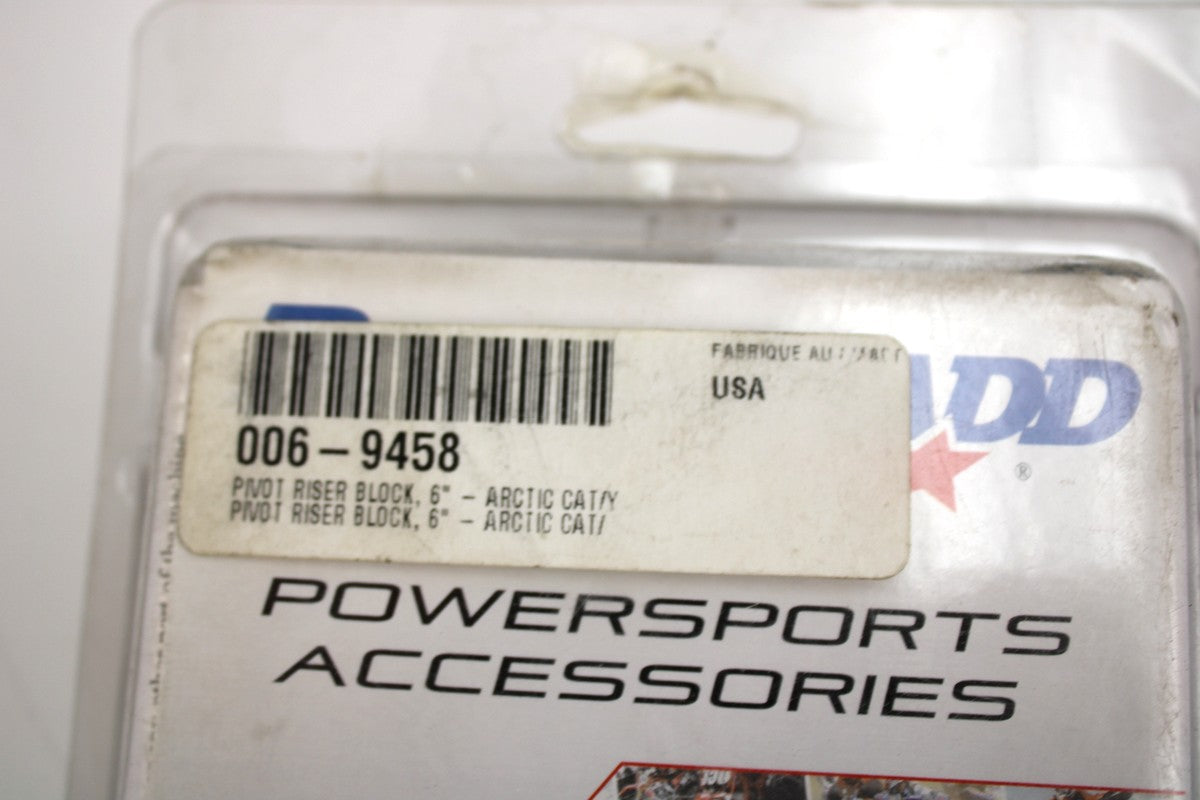 FABRIQUE AU
USA
ADD
®
006-9458
PIVOT RISER BLOCK, 6" - ARCTIC CAT/Y
PIVOT RISER BLOCK, 6" - ARCTIC CAT/
POWERSPORTS
ACCESSORIES